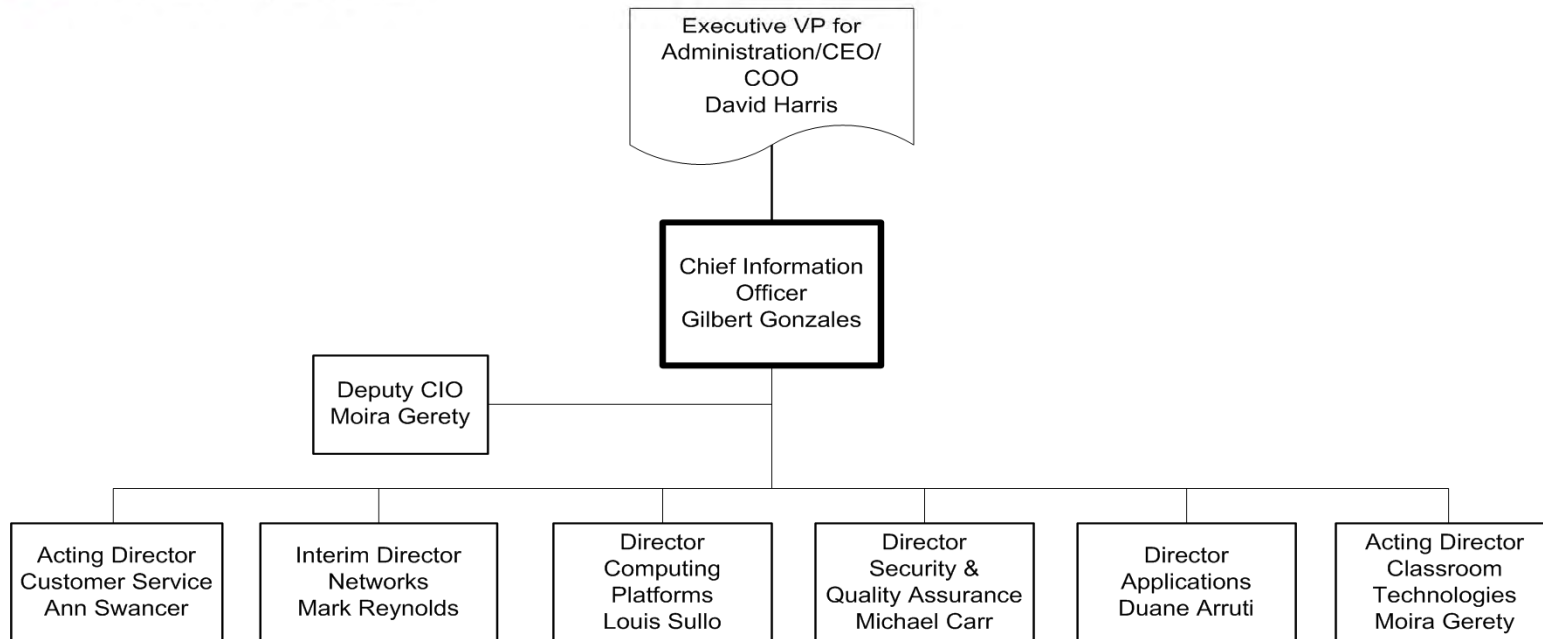 Executive VP for
Administration/CEO/
COO
David Harris
Chief Information
Officer
Gilbert Gonzales
Deputy CIO
Moira Gerety
Acting Director
Customer Service
Ann Swancer
Interim Director
Networks
Mark Reynolds
Director
Computing
Platforms
Louis Sullo
Director
Security &
Quality Assurance
Michael Carr
Director
Applications
Duane Arruti
Acting Director
Classroom
Technologies
Moira Gerety